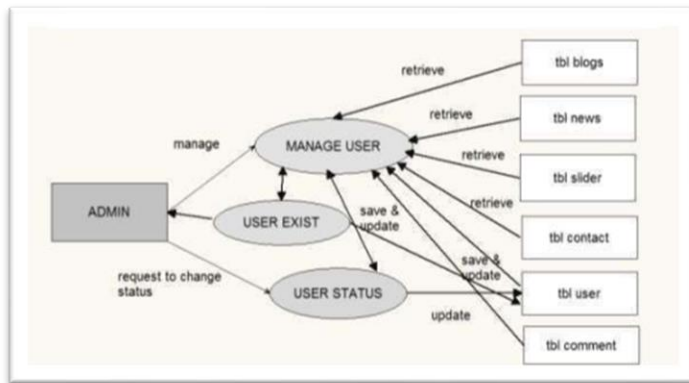 tbl blogs
retrieve
tbl news
retrieve
manage
MANAGE USER
retrieve
tbl slider
ADMIN
USER EXIST
save &
update
retrieve
tbl contact
request to change
status
USER STATUS
save &
update
tbl user
update
tbl comment